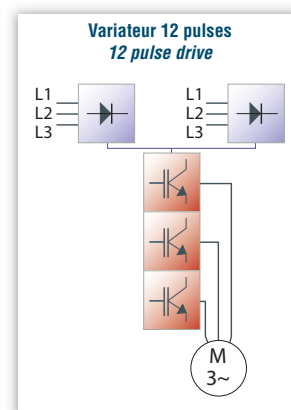 Variateur 12 pulses
12 pulse drive
L1
L2
L3
L1
L2
L3
M
3~